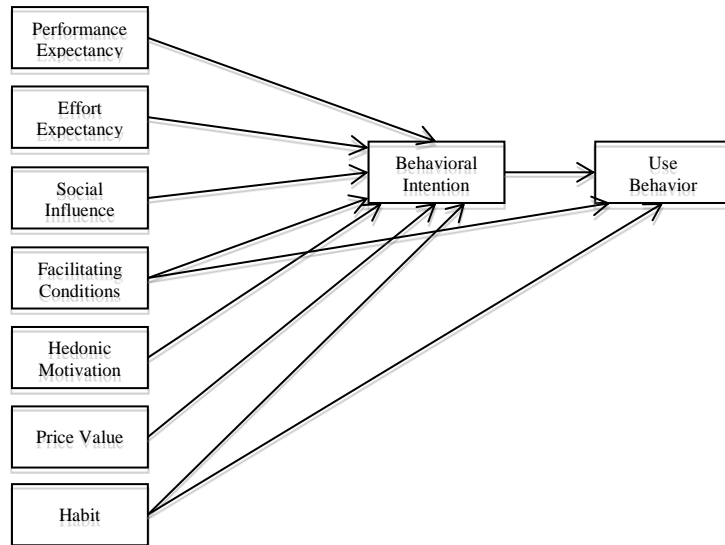 Performance
Expectancy
Effort
Expectancy
Social
Influence
Facilitating
Conditions
Hedonic
Motivation
Price Value
Habit
Behavioral
Intention
Use
Behavior